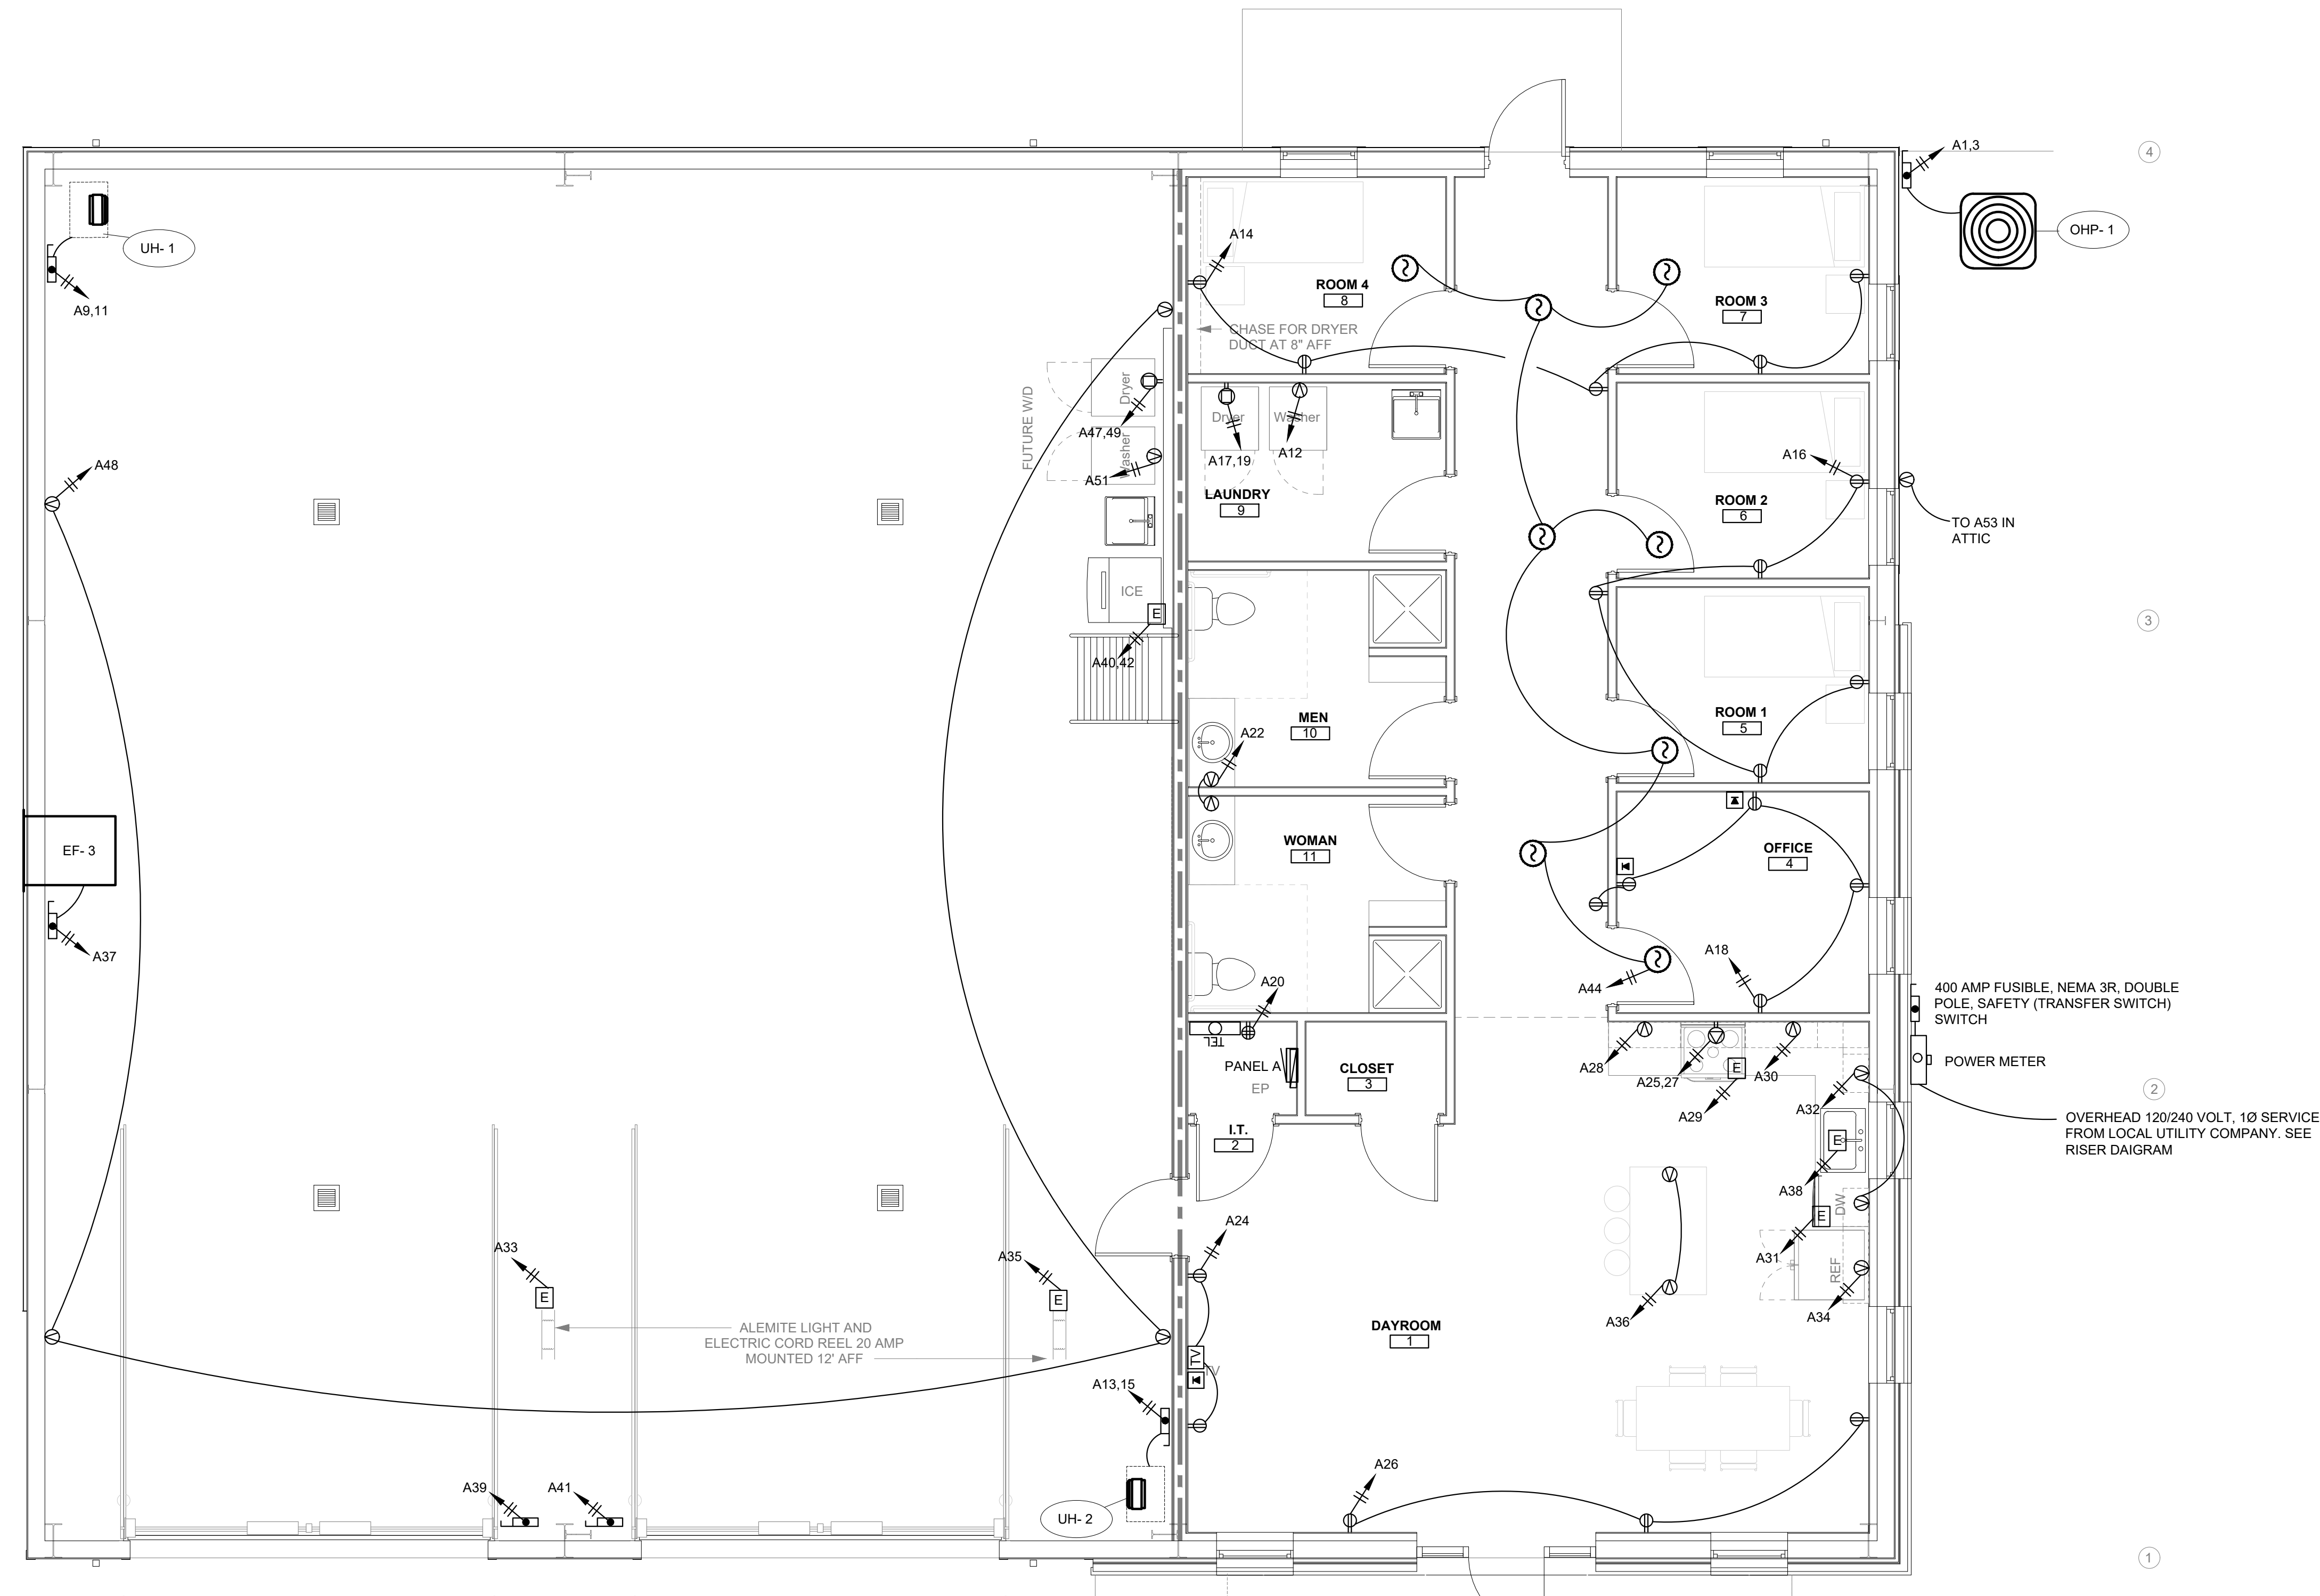 A1,3
4
OHP- 1
UH- 1
A9,11
A14
ROOM 4
8
ROOM 3
7
CHASE FOR DRYER
DUCT AT 8" AFF
FUTURE W/D
Dryer
A47,49
Washer
A51
Dryer
Washer
A17,19
A12
LAUNDRY
9
A16
ROOM 2
6
A48
TO A53 IN
ATTIC
ICE
E
A40,42
3
MEN
10
A22
ROOM 1
5
WOMAN
11
OFFICE
4
EF- 3
A37
A44
A18
A20
TEL
PANEL A
EP
CLOSET
3
I.T.
2
400 AMP FUSIBLE, NEMA 3R, DOUBLE
POLE, SAFETY (TRANSFER SWITCH)
SWITCH
POWER METER
2
OVERHEAD 120/240 VOLT, 1Ø SERVICE
FROM LOCAL UTILITY COMPANY. SEE
RISER DAIGRAM
A28
A25,27
E
A30
A29
A32
E
A38
DW
E
A31
REF
A34
A36
A24
A33
E
A35
E
ALEMITE LIGHT AND
ELECTRIC CORD REEL 20 AMP
MOUNTED 12' AFF
DAYROOM
1
TV
TV
A13,15
A26
A39
A41
UH- 2
1